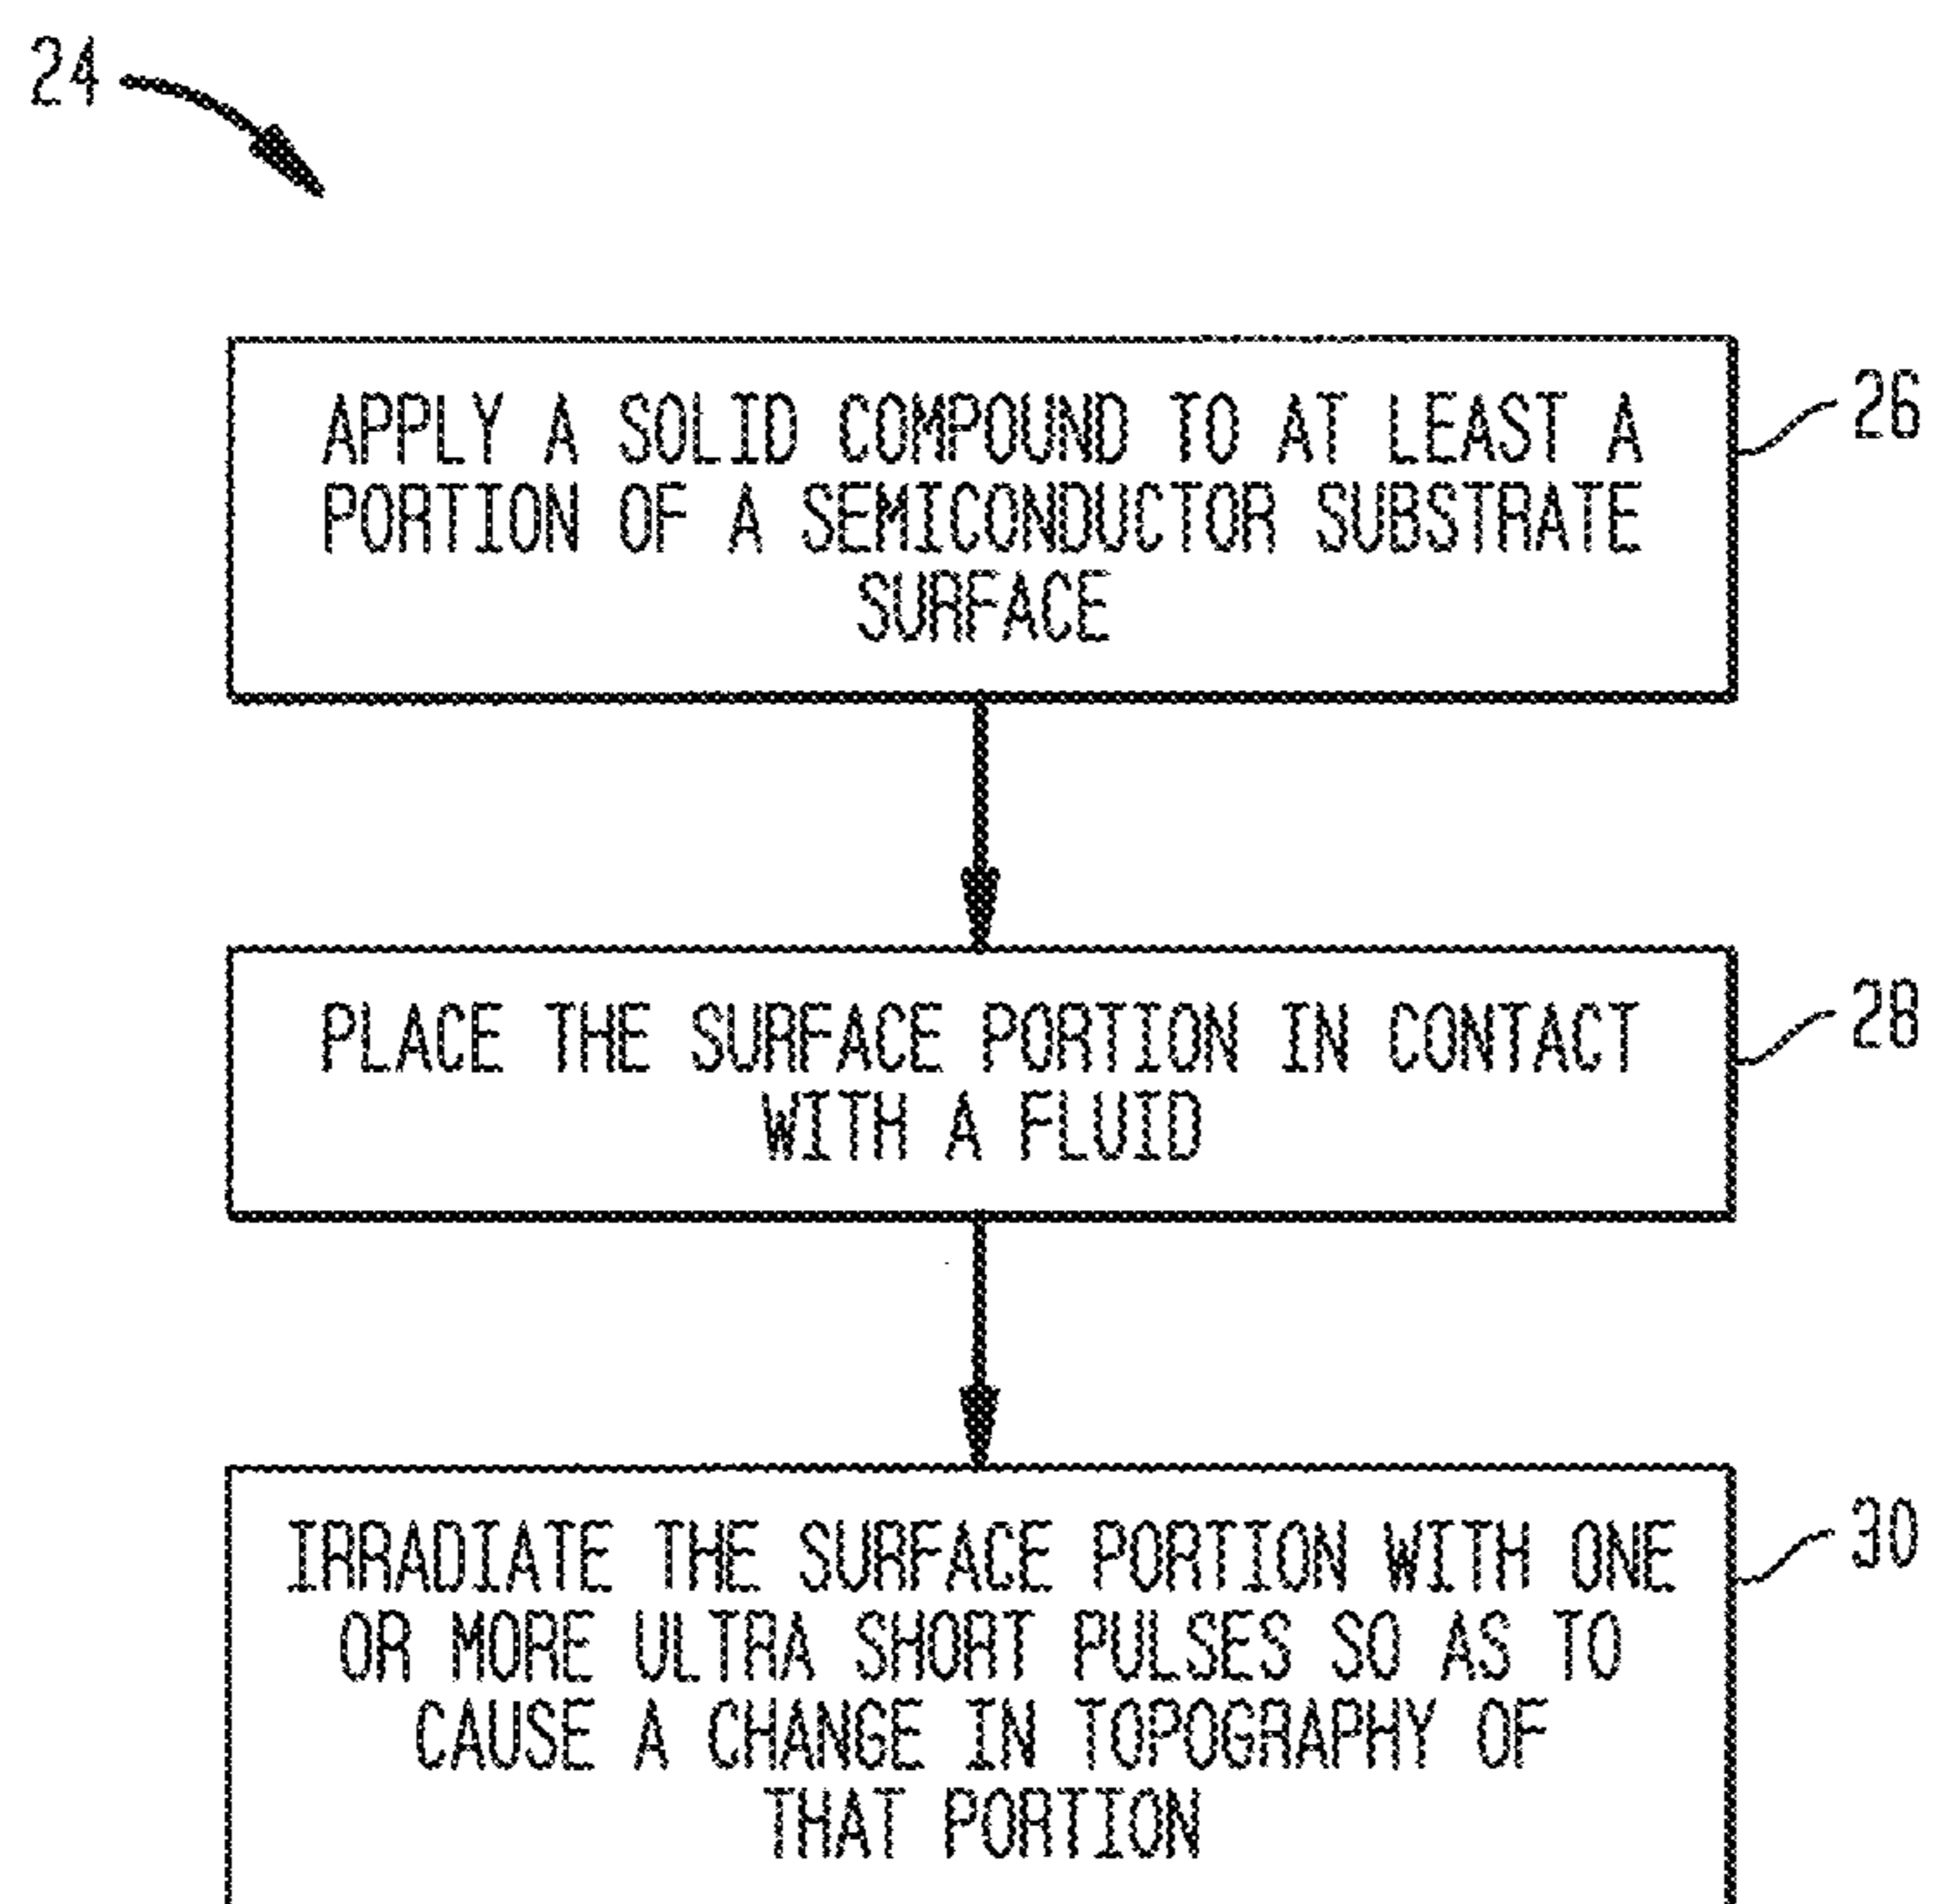 24
APPLY A SOLID COMPOUND TO AT LEAST A
PORTION OF A SEMICONDUCTOR SUBSTRATE
SURFACE
26
PLACE THE SURFACE PORTION IN CONTACT
WITH A FLUID
28
IRRADIATE THE SURFACE PORTION WITH ONE
OR MORE ULTRA SHORT PULSES SO AS TO
CAUSE A CHANGE IN TOPOGRAPHY OF
THAT PORTION
30